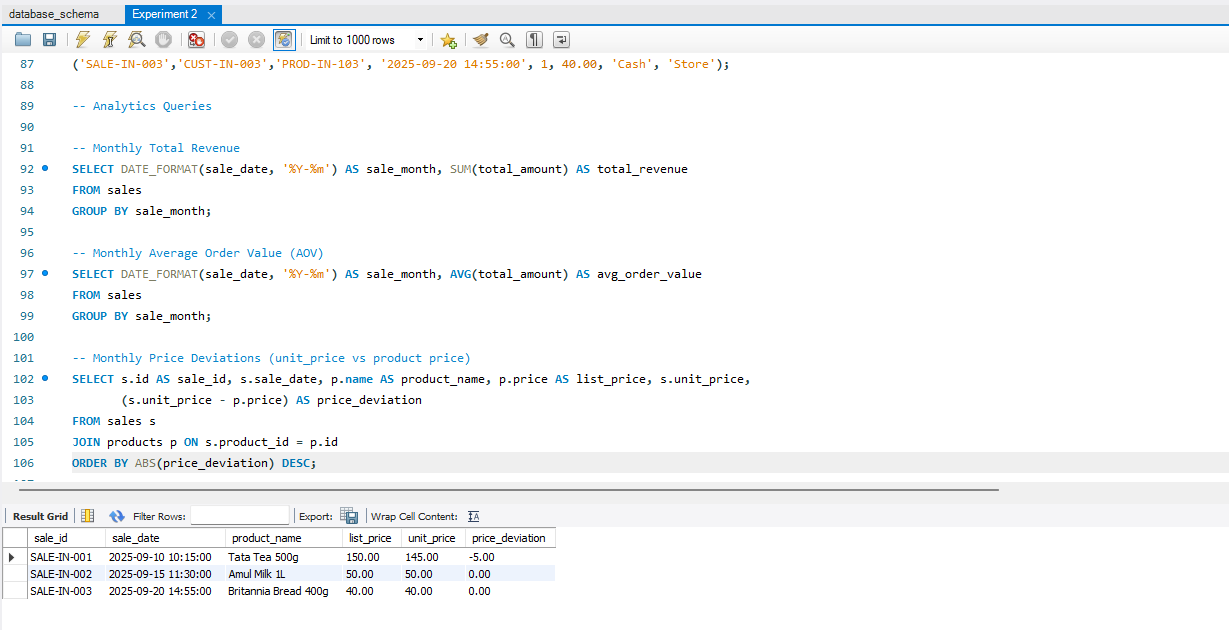 database_schema Experiment 2
Limit to 1000 rows
87 ('SALE-IN-003','CUST-IN-003','PROD-IN-103', '2025-09-20 14:55:00', 1, 40.00, 'Cash', 'Store');
88
89 -- Analytics Queries
90
91 -- Monthly Total Revenue
92 SELECT DATE_FORMAT(sale_date, '%Y-%m') AS sale_month, SUM(total_amount) AS total_revenue
93 FROM sales
94 GROUP BY sale_month;
95
96 -- Monthly Average Order Value (AOV)
97 SELECT DATE_FORMAT(sale_date, '%Y-%m') AS sale_month, AVG(total_amount) AS avg_order_value
98 FROM sales
99 GROUP BY sale_month;
100
101 -- Monthly Price Deviations (unit_price vs product price)
102 SELECT s.id AS sale_id, s.sale_date, p.name AS product_name, p.price AS list_price, s.unit_price,
103 (s.unit_price - p.price) AS price_deviation
104 FROM sales s
105 JOIN products p ON s.product_id = p.id
106 ORDER BY ABS(price_deviation) DESC;
Result Grid Filter Rows: Export: Wrap Cell Content:
sale_id sale_date product_name list_price unit_price price_deviation
SALE-IN-001 2025-09-10 10:15:00 Tata Tea 500g 150.00 145.00 -5.00
SALE-IN-002 2025-09-15 11:30:00 Amul Milk 1L 50.00 50.00 0.00
SALE-IN-003 2025-09-20 14:55:00 Britannia Bread 400g 40.00 40.00 0.00